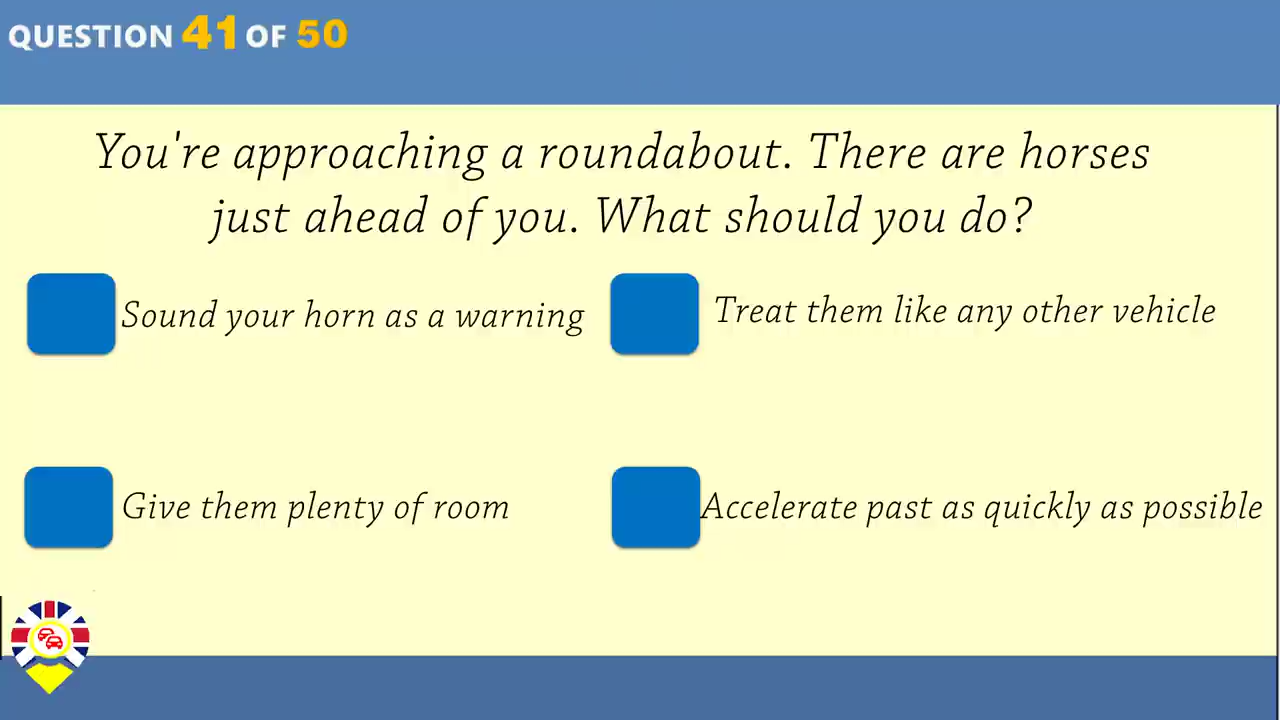 QUESTION 41 OF 50
You're approaching a roundabout. There are horses
just ahead of you. What should you do?
Sound your horn as a warning
Treat them like any other vehicle
Give them plenty of room
Accelerate past as quickly as possible